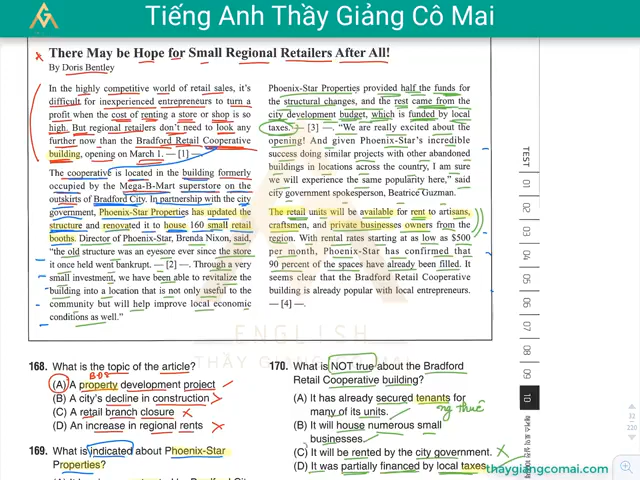 Tiếng Anh Thầy Giảng Cô Mai
There May be Hope for Small Regional Retailers After All!
By Doris Bentley
In the highly competitive world of retail sales, it's
difficult for inexperienced entrepreneurs to turn a
profit when the cost of renting a store or shop is so
high. But regional retailers don't need to look any
further now than the Bradford Retail Cooperative
building, opening on March 1. — [1] —
The cooperative is located in the building formerly
occupied by the Mega-B-Mart superstore on the
outskirts of Bradford City. In partnership with the city
government, Phoenix-Star Properties has updated the
structure and renovated it to house 160 small retail
booths. Director of Phoenix-Star, Brenda Nixon, said,
"the old structure was an eyesore ever since the store
it once held went bankrupt. — [2] — Through a very
small investment, we have been able to revitalize the
building into a location that is not only useful to the
community but will help improve local economic
conditions as well."
Phoenix-Star Properties provided half the funds for
the structural changes, and the rest came from the
city development budget, which is funded by local
taxes. — [3] — "We are really excited about the
opening! And given Phoenix-Star's incredible
success doing similar projects with other abandoned
buildings in locations across the country, I am sure
we will experience the same popularity here," said
city government spokesperson, Beatrice Guzman.
The retail units will be available for rent to artisans,
craftsmen, and private businesses owners from the
region. With rental rates starting at as low as $500
per month, Phoenix-Star has confirmed that
90 percent of the spaces have already been filled. It
seems clear that the Bradford Retail Cooperative
building is already popular with local entrepreneurs.
— [4] —
ENGLISH
THẦY GIẢNG CÔ MAI
168. What is the topic of the article?
BĐS
(A) A property development project
(B) A city's decline in construction
(C) A retail branch closure
(D) An increase in regional rents
169. What is indicated about Phoenix-Star
Properties?
170. What is NOT true about the Bradford
Retail Cooperative building?
(A) It has already secured tenants for
many of its units.
ng thuê
(B) It will house numerous small
businesses.
(C) It will be rented by the city government.
(D) It was partially financed by local taxes.
thaygiangcomai.com
TEST
01
02
03
04
05
06
07
08
09
10
32
220